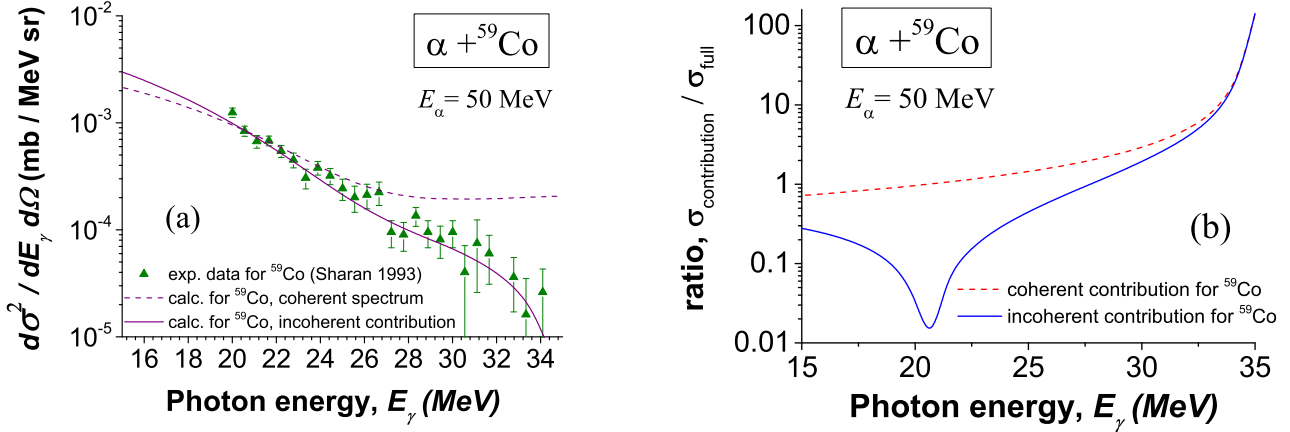 10⁻²
10⁻³
10⁻⁴
10⁻⁵
dσ² / dE_γ dΩ (mb / MeV sr)
α + ⁵⁹Co
E_α = 50 MeV
(a)
exp. data for ⁵⁹Co (Sharan 1993)
calc. for ⁵⁹Co, coherent spectrum
calc. for ⁵⁹Co, incoherent contribution
16 18 20 22 24 26 28 30 32 34
Photon energy, E_γ (MeV)
100
10
1
0.1
0.01
ratio, σ_contribution / σ_full
α + ⁵⁹Co
E_α = 50 MeV
(b)
coherent contribution for ⁵⁹Co
incoherent contribution for ⁵⁹Co
15 20 25 30 35
Photon energy, E_γ (MeV)